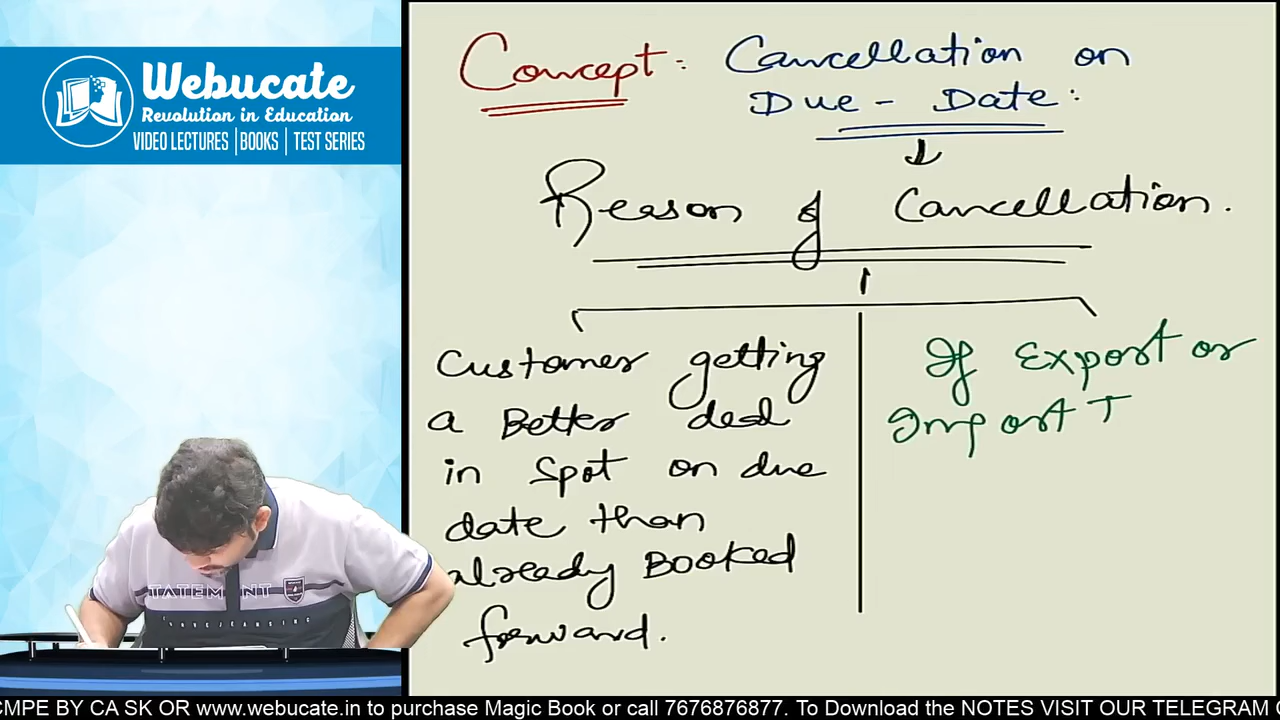 Webucate
Revolution in Education
VIDEO LECTURES | BOOKS | TEST SERIES
Concept: Cancellation on
Due - Date:
Reason of Cancellation.
Customer getting
a Better deal
in Spot on due
date than
already Booked
forward.
If Export or
Import T
TATEMENT
CMPE BY CA SK OR www.webucate.in to purchase Magic Book or call 7676876877. To Download the NOTES VISIT OUR TELEGRAM